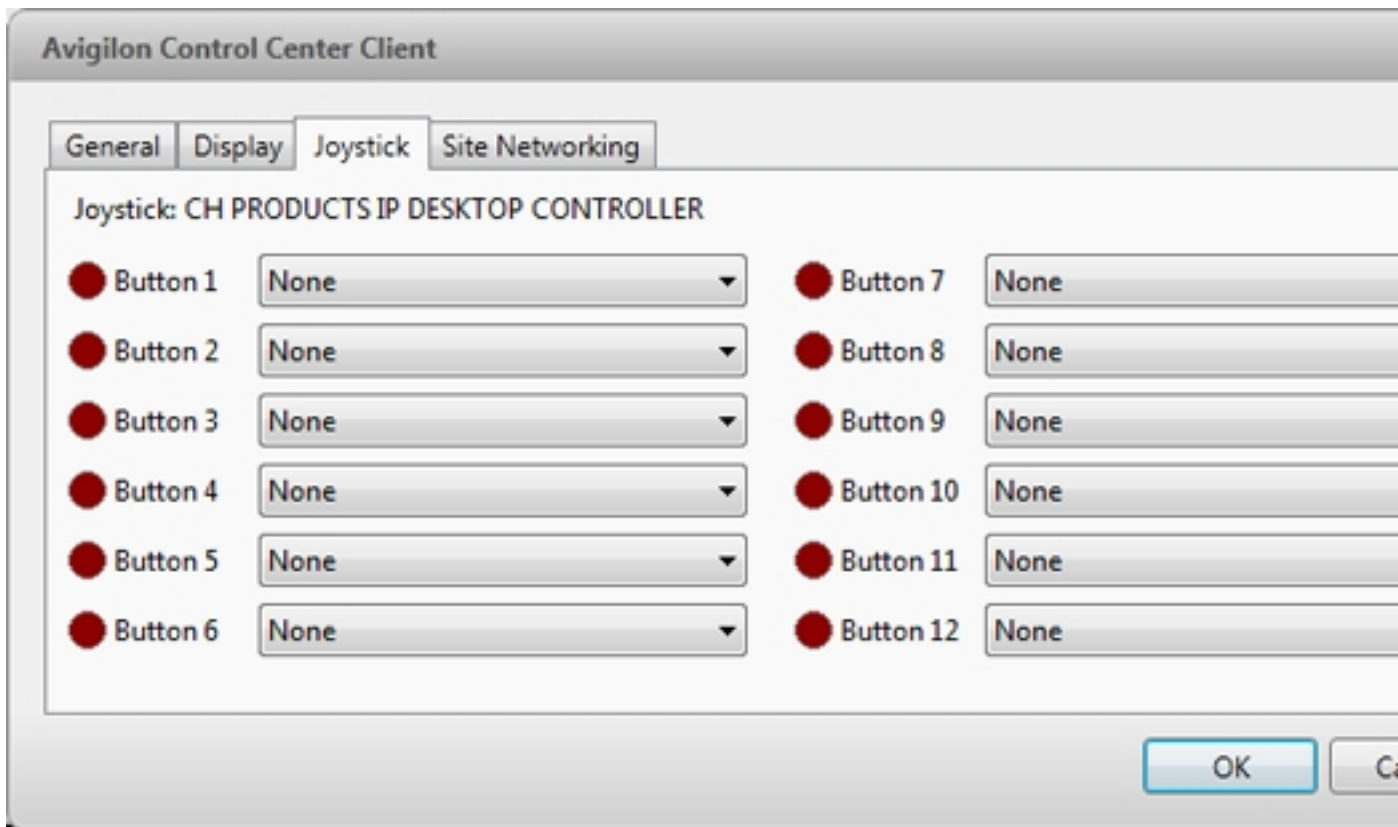 Avigilon Control Center Client
General Display Joystick Site Networking
Joystick: CH PRODUCTS IP DESKTOP CONTROLLER
Button 1 None Button 7 None
Button 2 None Button 8 None
Button 3 None Button 9 None
Button 4 None Button 10 None
Button 5 None Button 11 None
Button 6 None Button 12 None
OK